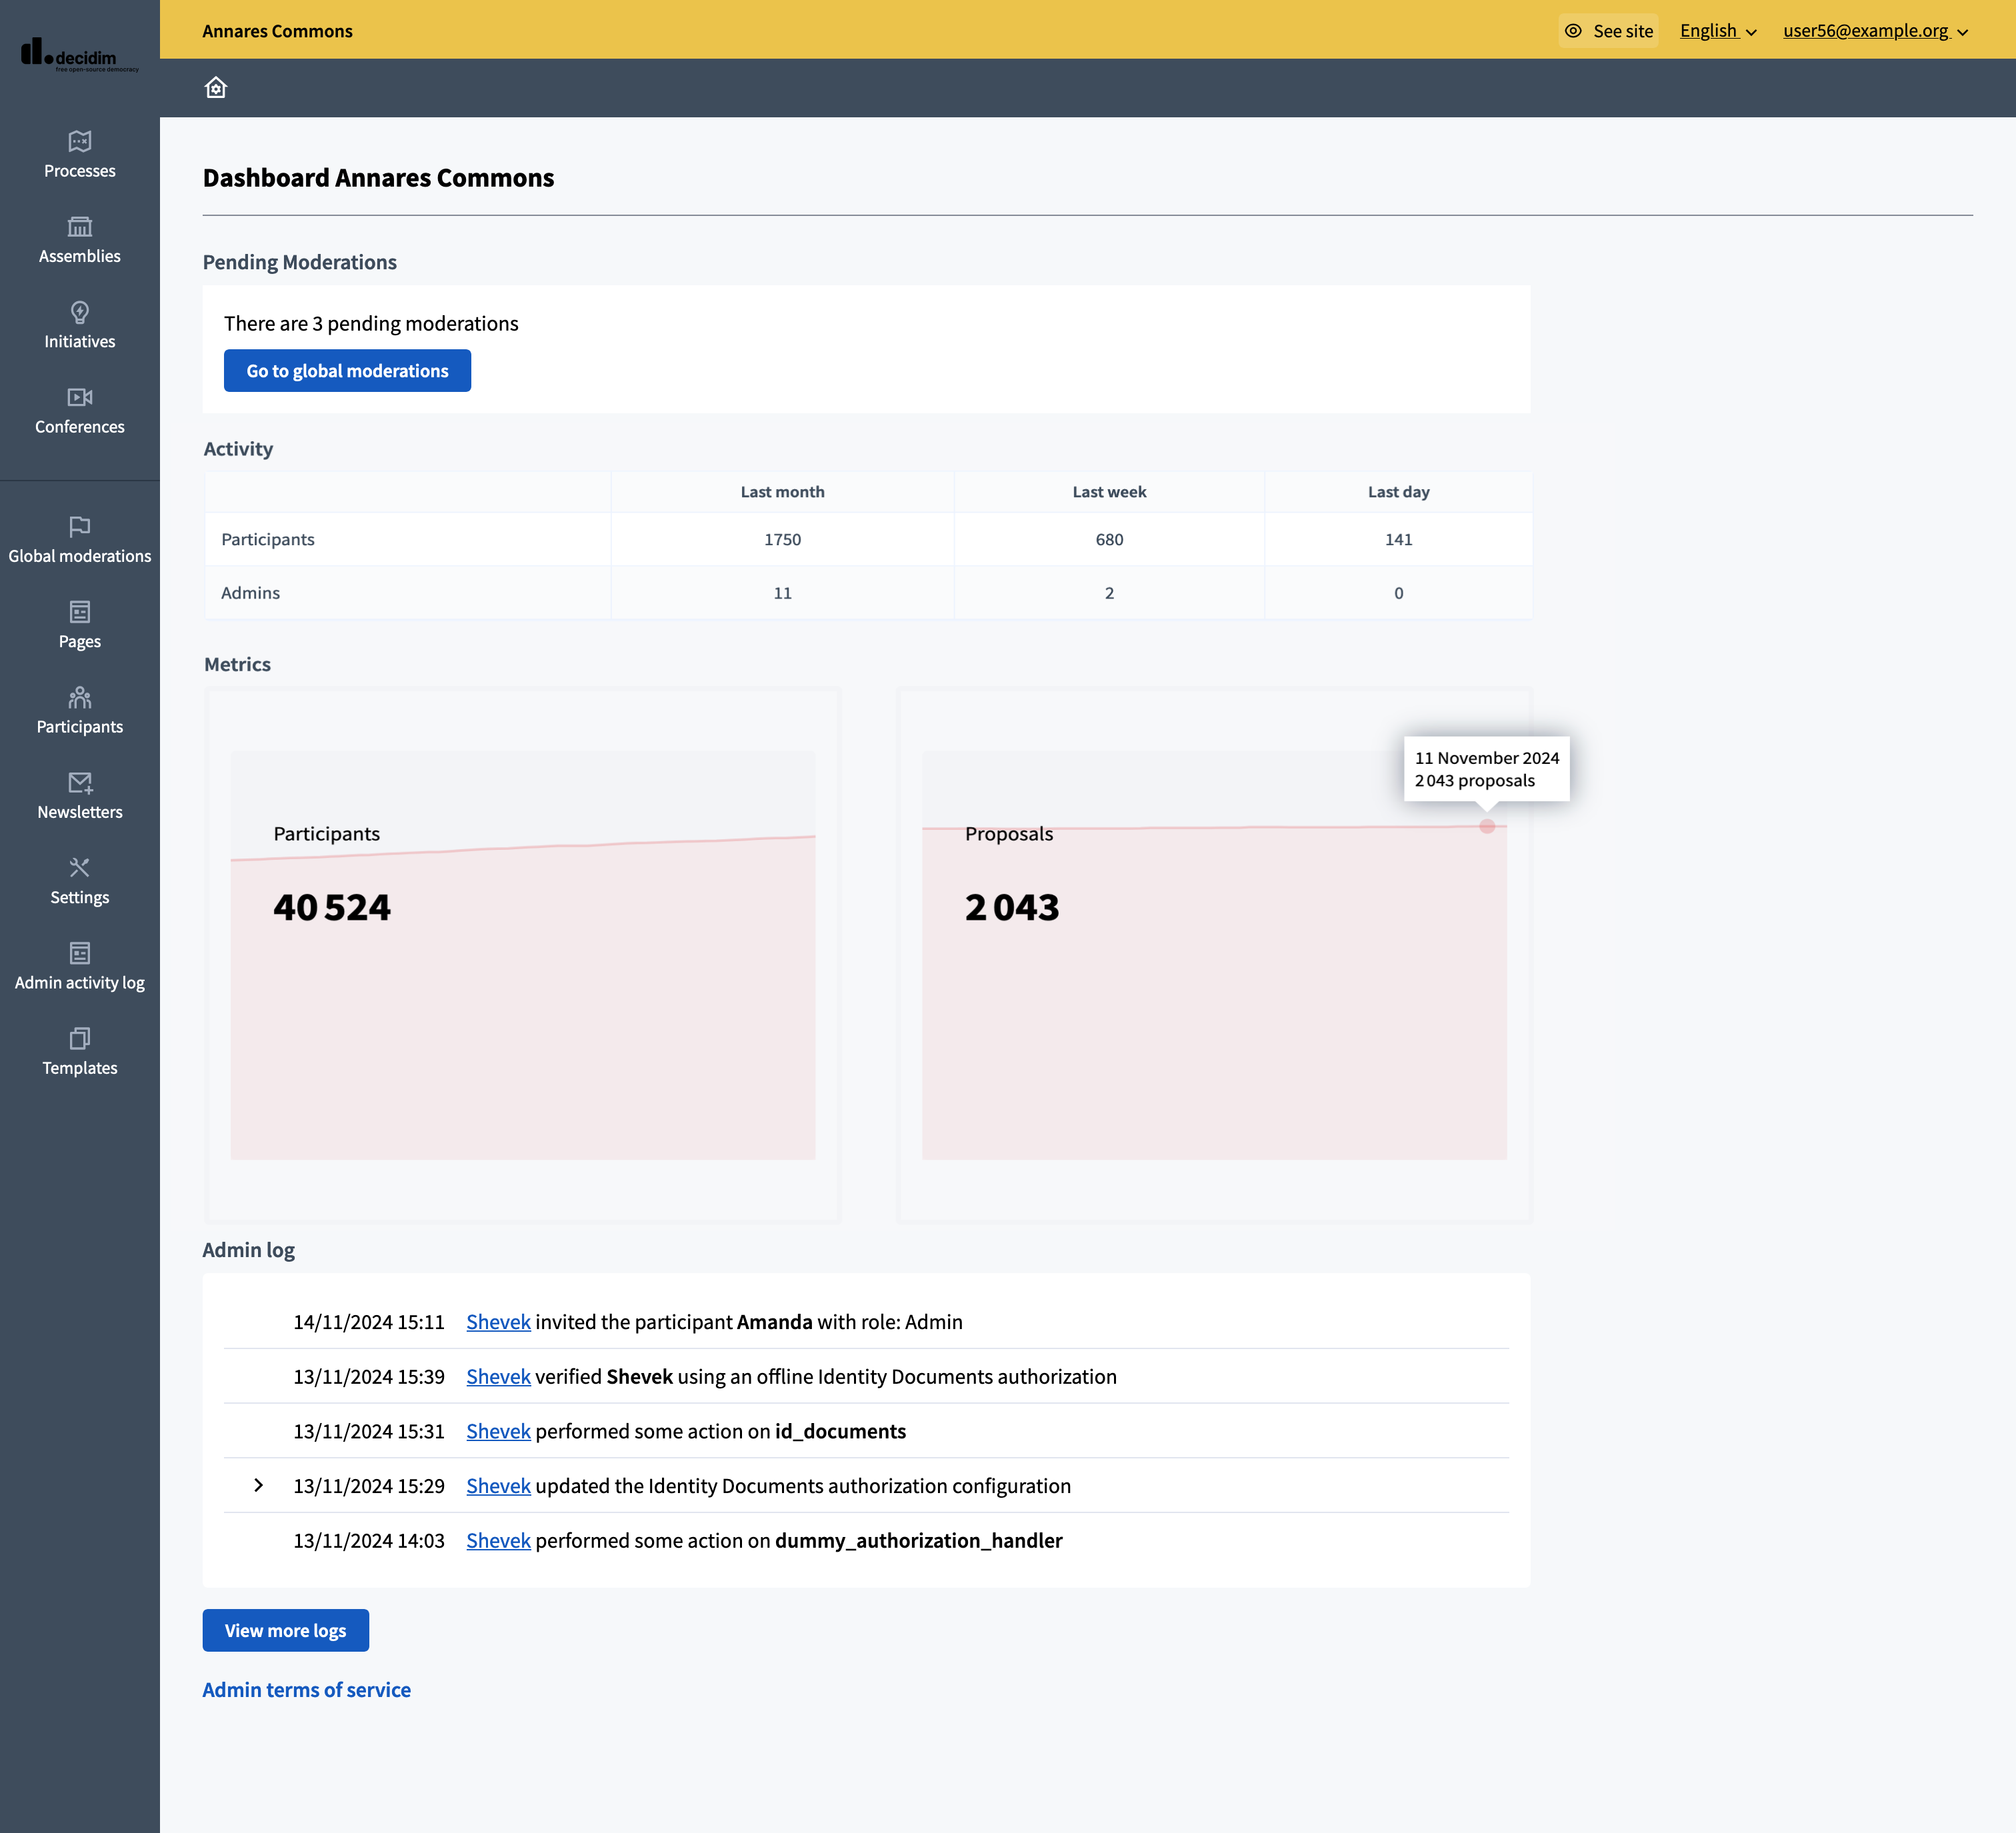 decidim
free open-source democracy
Annares Commons
See site
English
user56@example.org
Processes
Assemblies
Initiatives
Conferences
Global moderations
Pages
Participants
Newsletters
Settings
Admin activity log
Templates
Dashboard Annares Commons
Pending Moderations
There are 3 pending moderations
Go to global moderations
Activity
Last month Last week Last day
Participants 1750 680 141
Admins 11 2 0
Metrics
Participants
40 524
11 November 2024
2 043 proposals
Proposals
2 043
Admin log
14/11/2024 15:11 Shevek invited the participant Amanda with role: Admin
13/11/2024 15:39 Shevek verified Shevek using an offline Identity Documents authorization
13/11/2024 15:31 Shevek performed some action on id_documents
13/11/2024 15:29 Shevek updated the Identity Documents authorization configuration
13/11/2024 14:03 Shevek performed some action on dummy_authorization_handler
View more logs
Admin terms of service